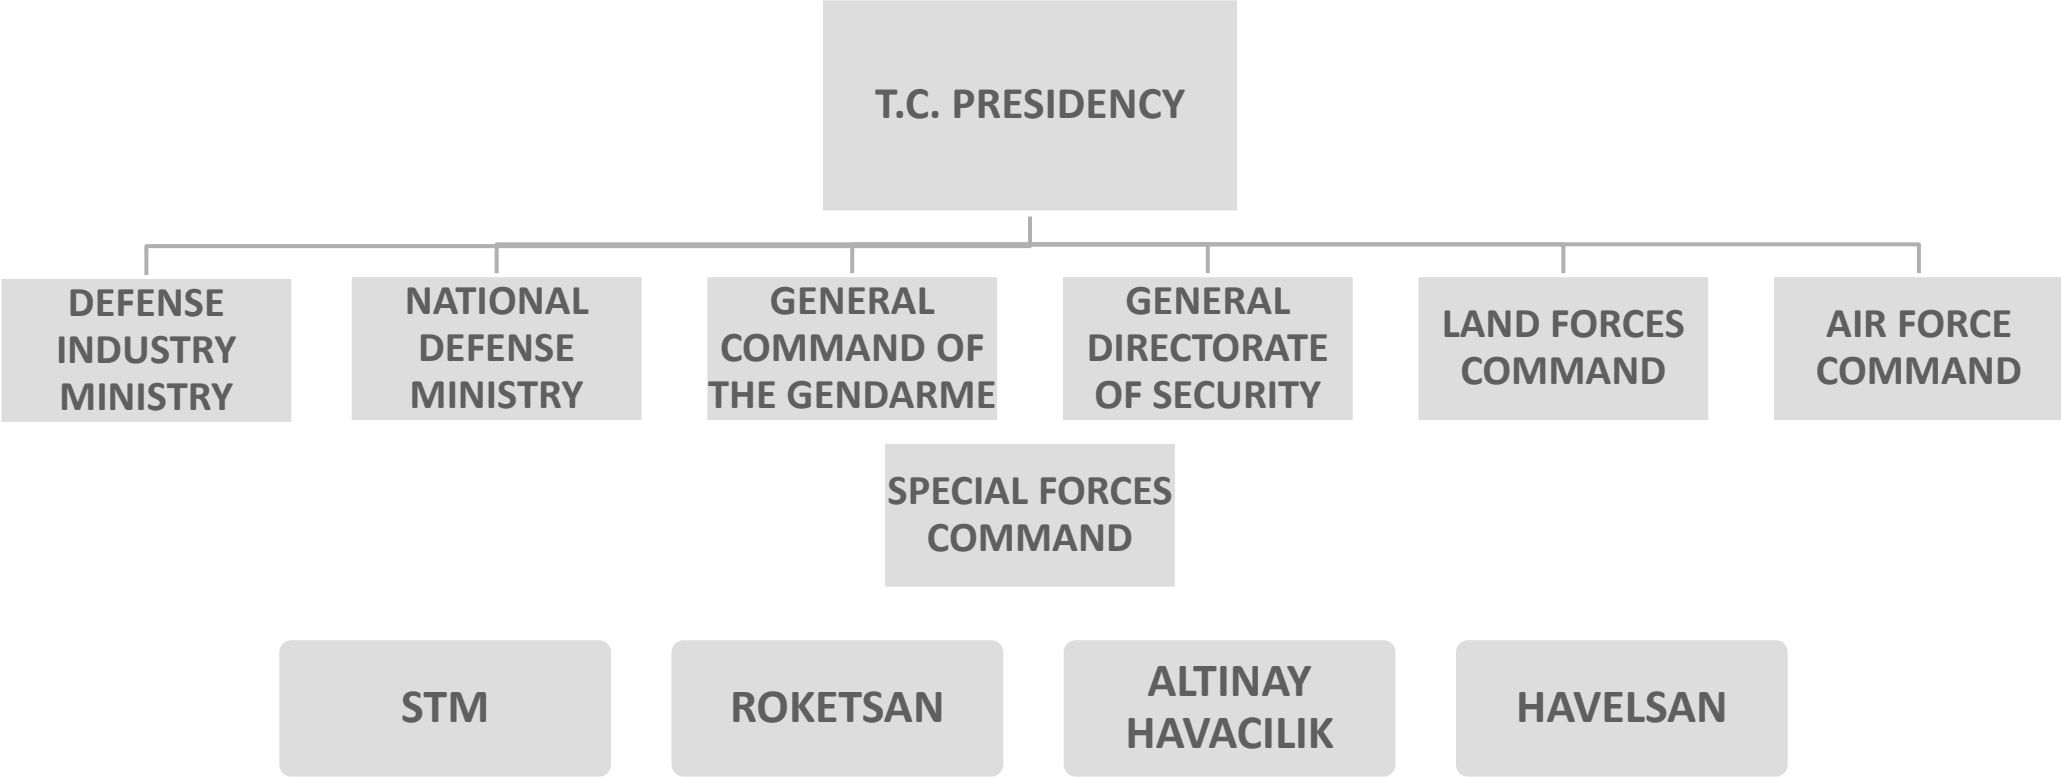 T.C. PRESIDENCY
DEFENSE
INDUSTRY
MINISTRY
NATIONAL
DEFENSE
MINISTRY
GENERAL
COMMAND OF
THE GENDARME
GENERAL
DIRECTORATE
OF SECURITY
LAND FORCES
COMMAND
AIR FORCE
COMMAND
SPECIAL FORCES
COMMAND
STM
ROKETSAN
ALTINAY
HAVACILIK
HAVELSAN